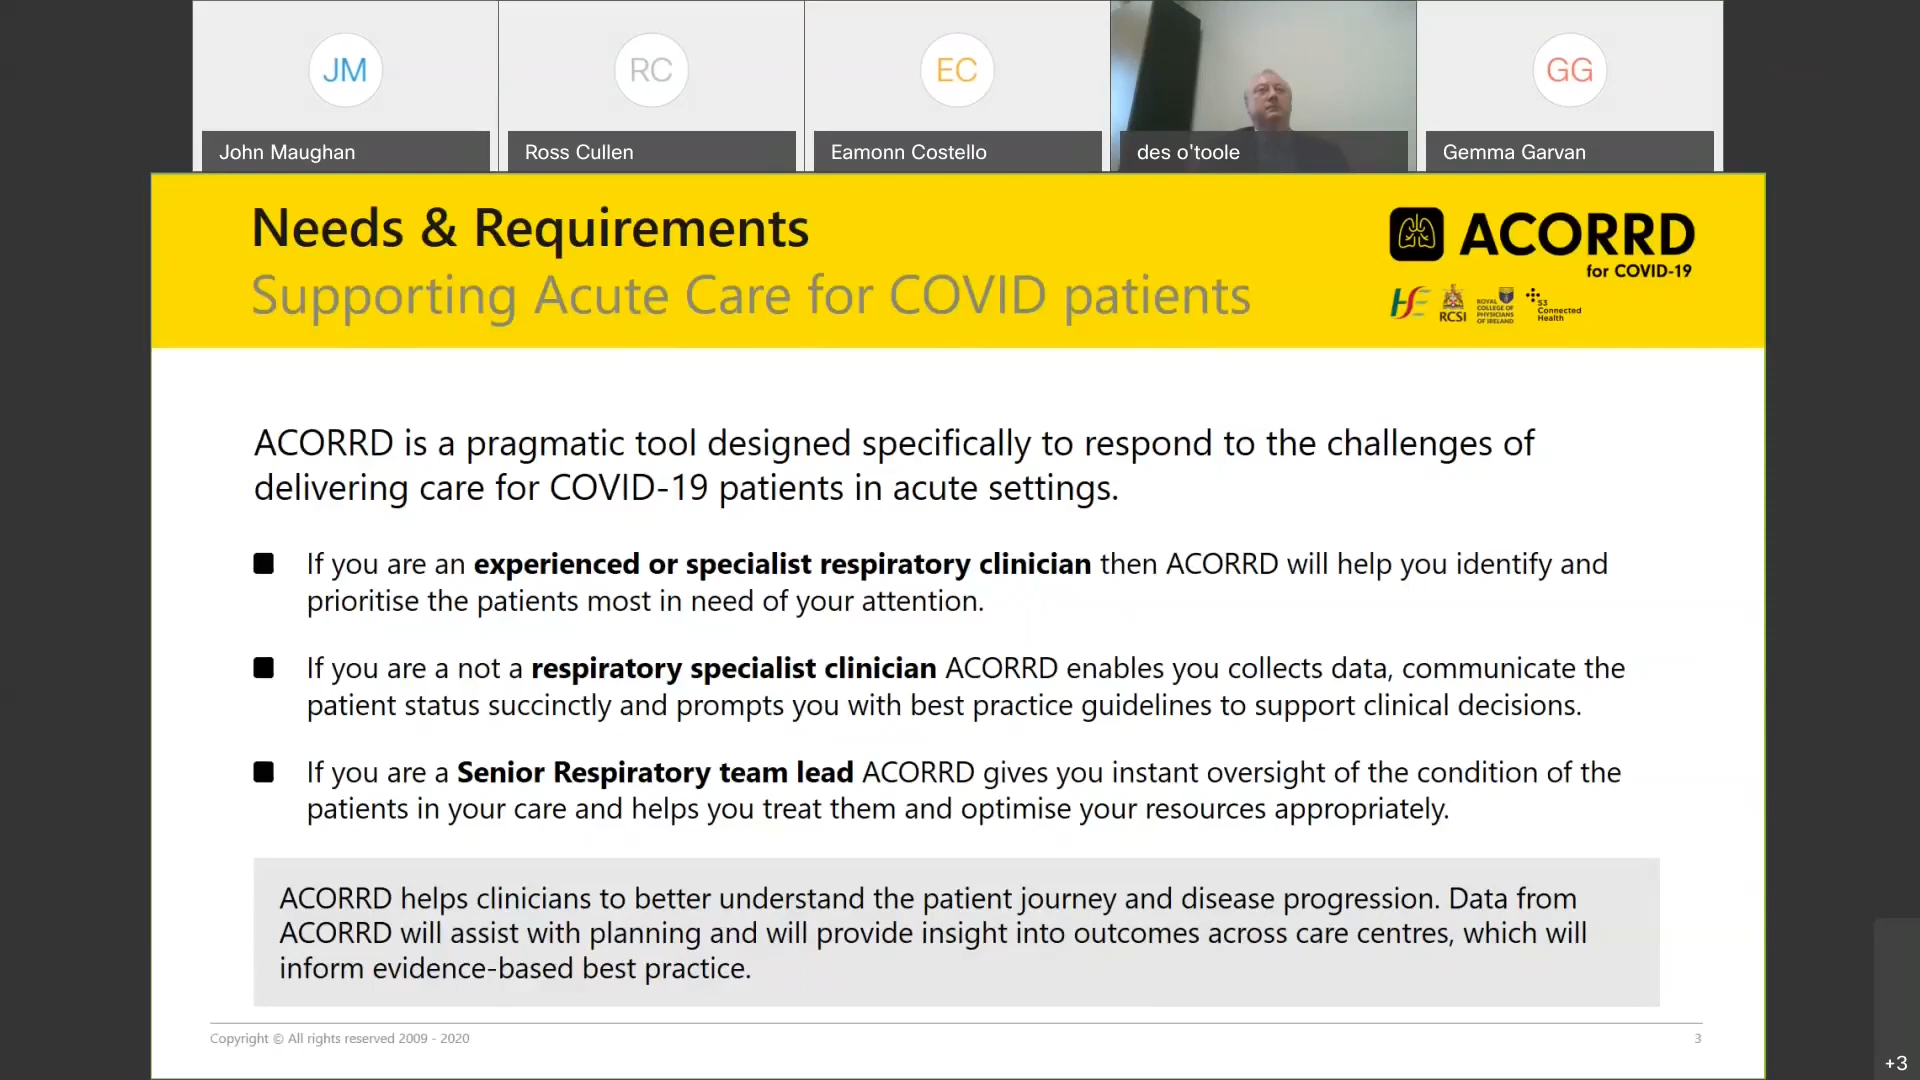 JM
RC
EC
GG
John Maughan
Ross Cullen
Eamonn Costello
des o'toole
Gemma Garvan
Needs & Requirements
Supporting Acute Care for COVID patients
ACORRD
for COVID-19
HSE
RCSI
ROYAL
COLLEGE OF
PHYSICIANS
OF IRELAND
S3
Connected
Health
ACORRD is a pragmatic tool designed specifically to respond to the challenges of
delivering care for COVID-19 patients in acute settings.
If you are an experienced or specialist respiratory clinician then ACORRD will help you identify and
prioritise the patients most in need of your attention.
If you are a not a respiratory specialist clinician ACORRD enables you collects data, communicate the
patient status succinctly and prompts you with best practice guidelines to support clinical decisions.
If you are a Senior Respiratory team lead ACORRD gives you instant oversight of the condition of the
patients in your care and helps you treat them and optimise your resources appropriately.
ACORRD helps clinicians to better understand the patient journey and disease progression. Data from
ACORRD will assist with planning and will provide insight into outcomes across care centres, which will
inform evidence-based best practice.
Copyright © All rights reserved 2009 - 2020
3
+3